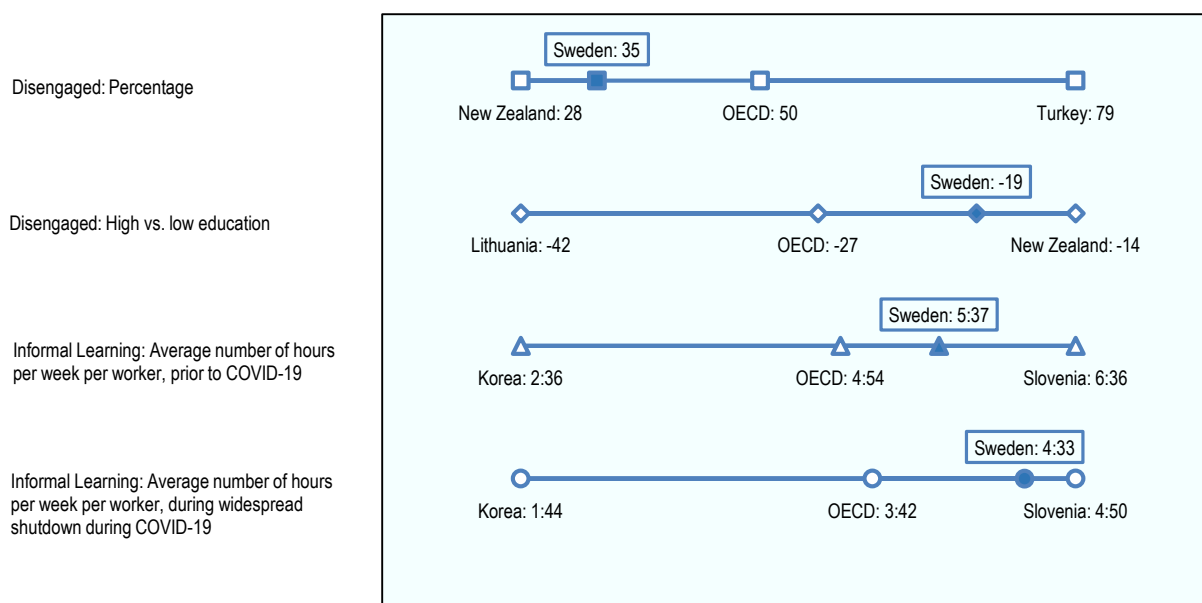 Sweden: 35
Disengaged: Percentage
New Zealand: 28
OECD: 50
Turkey: 79
Sweden: -19
Disengaged: High vs. low education
Lithuania: -42
OECD: -27
New Zealand: -14
Sweden: 5:37
Informal Learning: Average number of hours
per week per worker, prior to COVID-19
Korea: 2:36
OECD: 4:54
Slovenia: 6:36
Sweden: 4:33
Informal Learning: Average number of hours
per week per worker, during widespread
shutdown during COVID-19
Korea: 1:44
OECD: 3:42
Slovenia: 4:50